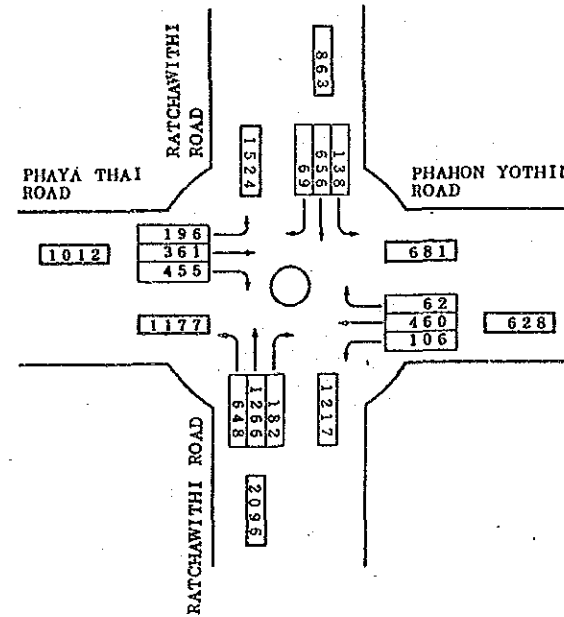 RATCHAWITHI
ROAD
863
1524
69
656
138
PHAYA THAI
ROAD
PHAHON YOTHIN
ROAD
196
361
455
1012
681
62
460
106
628
1177
648
1266
182
1217
2096
RATCHAWITHI ROAD